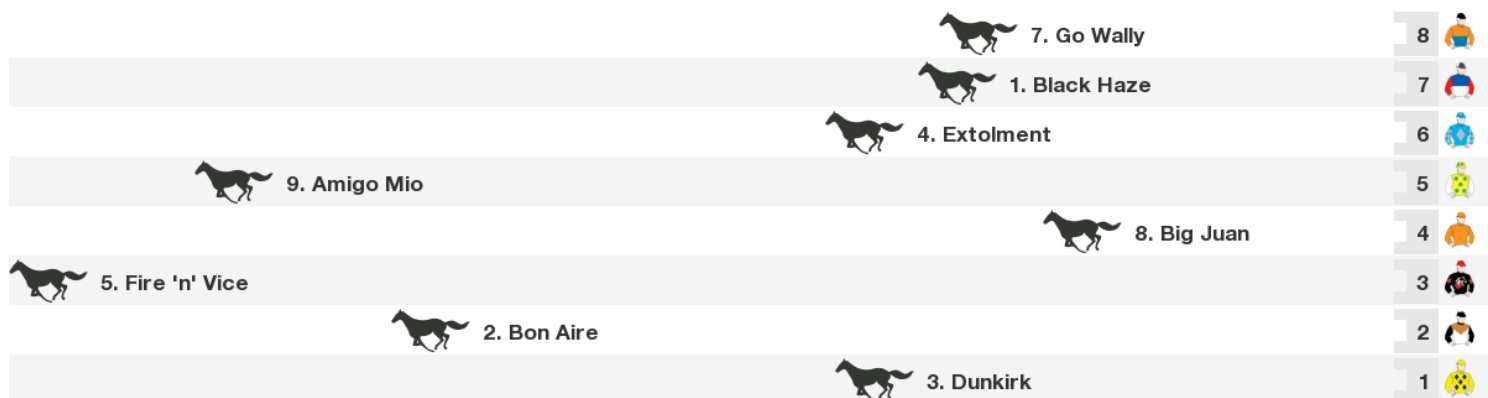 7. Go Wally 8
1. Black Haze 7
4. Extolment 6
9. Amigo Mio 5
8. Big Juan 4
5. Fire 'n' Vice 3
2. Bon Aire 2
3. Dunkirk 1